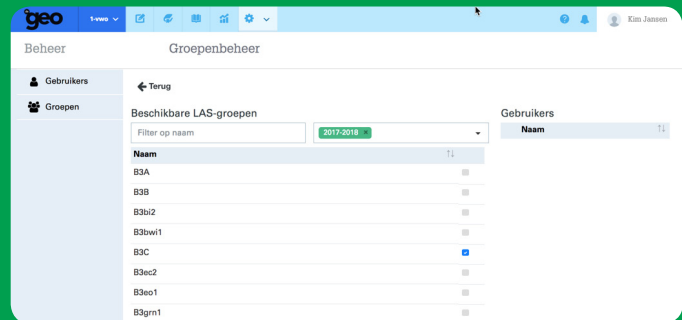 geo
1-vwo
Kim Jansen
Beheer
Groepenbeheer
Gebruikers
Groepen
Terug
Beschikbare LAS-groepen
Filter op naam
2017-2018 ×
Naam
B3A
B3B
B3bi2
B3bwi1
B3C
B3ec2
B3eo1
B3grn1
Gebruikers
Naam